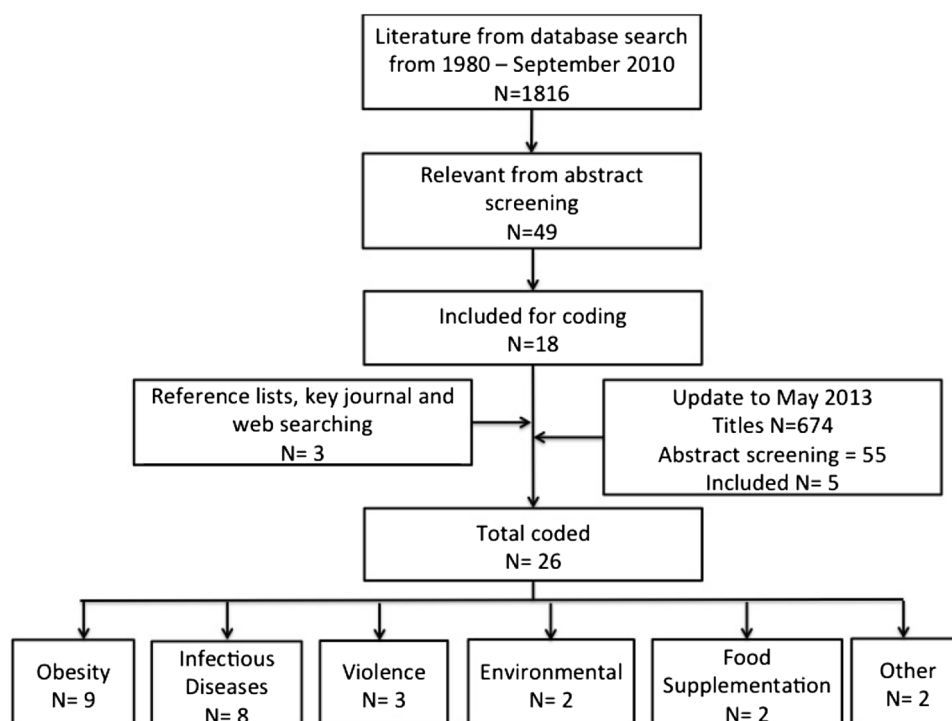 Literature from database search
from 1980 – September 2010
N=1816
Relevant from abstract
screening
N=49
Included for coding
N=18
Reference lists, key journal and
web searching
N= 3
Update to May 2013
Titles N=674
Abstract screening = 55
Included N= 5
Total coded
N= 26
Obesity
N= 9
Infectious
Diseases
N= 8
Violence
N= 3
Environmental
N= 2
Food
Supplementation
N= 2
Other
N= 2